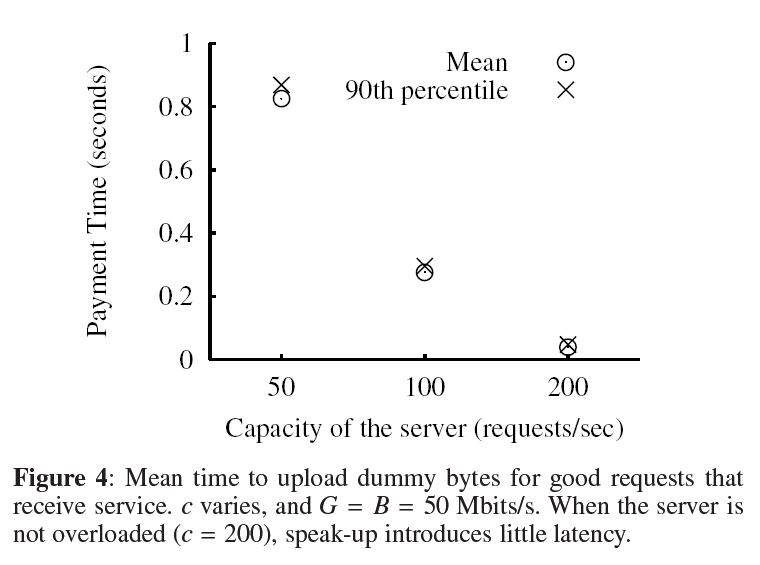 1
Mean
90th percentile
0.8
0.6
0.4
0.2
0
Payment Time (seconds)
50 100 200
Capacity of the server (requests/sec)
Figure 4: Mean time to upload dummy bytes for good requests that
receive service. c varies, and G = B = 50 Mbits/s. When the server is
not overloaded (c = 200), speak-up introduces little latency.